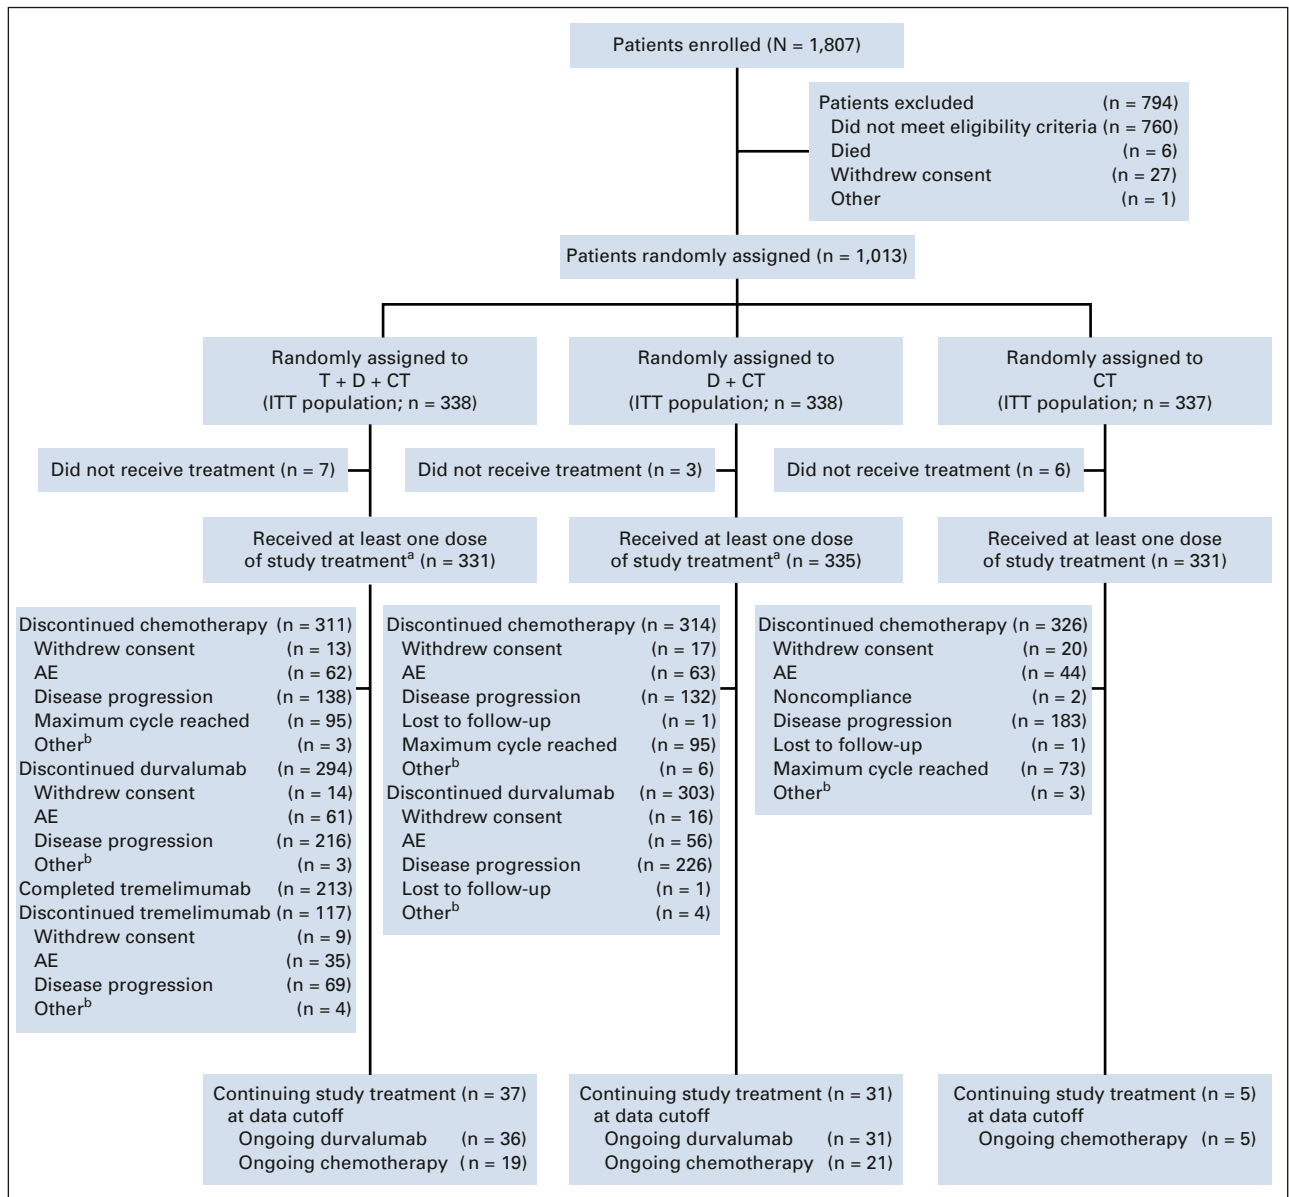 Patients enrolled (N = 1,807)
Patients excluded (n = 794)
Did not meet eligibility criteria (n = 760)
Died (n = 6)
Withdrew consent (n = 27)
Other (n = 1)
Patients randomly assigned (n = 1,013)
Randomly assigned to
T + D + CT
(ITT population; n = 338)
Randomly assigned to
D + CT
(ITT population; n = 338)
Randomly assigned to
CT
(ITT population; n = 337)
Did not receive treatment (n = 7)
Did not receive treatment (n = 3)
Did not receive treatment (n = 6)
Received at least one dose
of study treatmentᵃ (n = 331)
Received at least one dose
of study treatmentᵃ (n = 335)
Received at least one dose
of study treatment (n = 331)
Discontinued chemotherapy (n = 311)
Withdrew consent (n = 13)
AE (n = 62)
Disease progression (n = 138)
Maximum cycle reached (n = 95)
Otherᵇ (n = 3)
Discontinued durvalumab (n = 294)
Withdrew consent (n = 14)
AE (n = 61)
Disease progression (n = 216)
Otherᵇ (n = 3)
Completed tremelimumab (n = 213)
Discontinued tremelimumab (n = 117)
Withdrew consent (n = 9)
AE (n = 35)
Disease progression (n = 69)
Otherᵇ (n = 4)
Discontinued chemotherapy (n = 314)
Withdrew consent (n = 17)
AE (n = 63)
Disease progression (n = 132)
Lost to follow-up (n = 1)
Maximum cycle reached (n = 95)
Otherᵇ (n = 6)
Discontinued durvalumab (n = 303)
Withdrew consent (n = 16)
AE (n = 56)
Disease progression (n = 226)
Lost to follow-up (n = 1)
Otherᵇ (n = 4)
Discontinued chemotherapy (n = 326)
Withdrew consent (n = 20)
AE (n = 44)
Noncompliance (n = 2)
Disease progression (n = 183)
Lost to follow-up (n = 1)
Maximum cycle reached (n = 73)
Otherᵇ (n = 3)
Continuing study treatment (n = 37)
at data cutoff
Ongoing durvalumab (n = 36)
Ongoing chemotherapy (n = 19)
Continuing study treatment (n = 31)
at data cutoff
Ongoing durvalumab (n = 31)
Ongoing chemotherapy (n = 21)
Continuing study treatment (n = 5)
at data cutoff
Ongoing chemotherapy (n = 5)